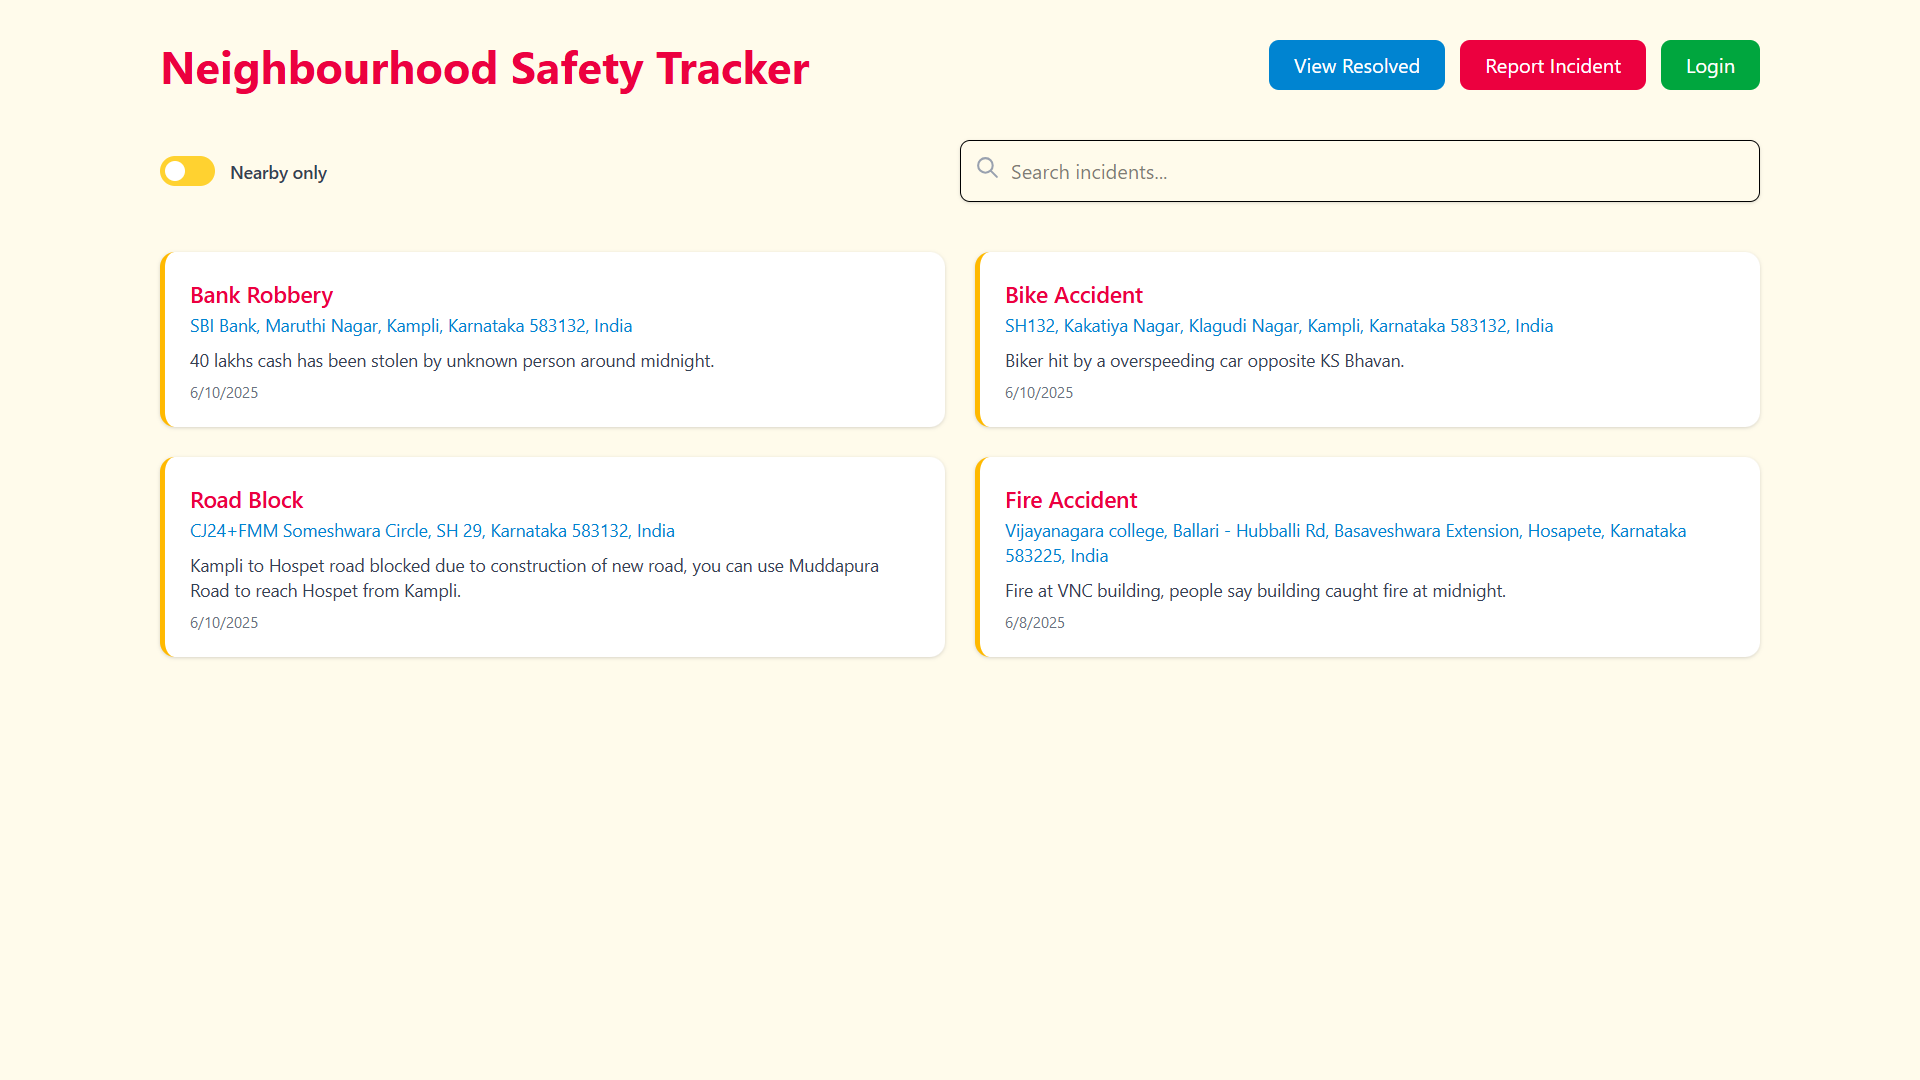 Neighbourhood Safety Tracker
View Resolved
Report Incident
Login
Nearby only
Search incidents...
Bank Robbery
SBI Bank, Maruthi Nagar, Kampli, Karnataka 583132, India
40 lakhs cash has been stolen by unknown person around midnight.
6/10/2025
Bike Accident
SH132, Kakatiya Nagar, Klagudi Nagar, Kampli, Karnataka 583132, India
Biker hit by a overspeeding car opposite KS Bhavan.
6/10/2025
Road Block
CJ24+FMM Someshwara Circle, SH 29, Karnataka 583132, India
Kampli to Hospet road blocked due to construction of new road, you can use Muddapura
Road to reach Hospet from Kampli.
6/10/2025
Fire Accident
Vijayanagara college, Ballari - Hubballi Rd, Basaveshwara Extension, Hosapete, Karnataka
583225, India
Fire at VNC building, people say building caught fire at midnight.
6/8/2025